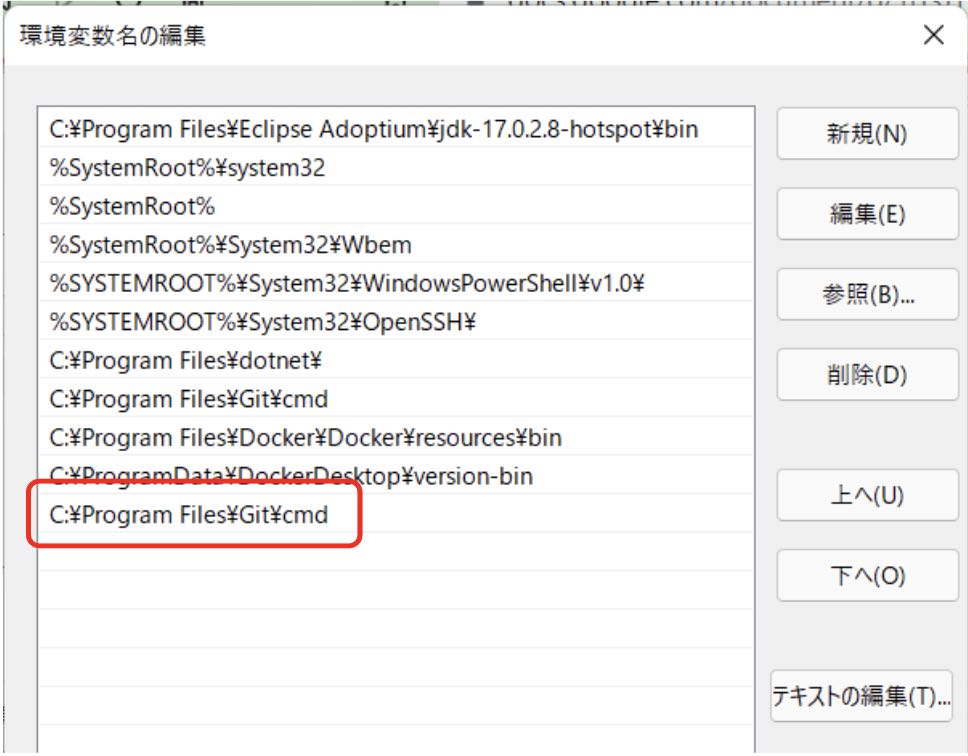 環境変数名の編集
C:¥Program Files¥Eclipse Adoptium¥jdk-17.0.2.8-hotspot¥bin
%SystemRoot%¥system32
%SystemRoot%
%SystemRoot%¥System32¥Wbem
%SYSTEMROOT%¥System32¥WindowsPowerShell¥v1.0¥
%SYSTEMROOT%¥System32¥OpenSSH¥
C:¥Program Files¥dotnet¥
C:¥Program Files¥Git¥cmd
C:¥Program Files¥Docker¥Docker¥resources¥bin
C:¥ProgramData¥DockerDesktop¥version-bin
C:¥Program Files¥Git¥cmd
新規(N)
編集(E)
参照(B)...
削除(D)
上へ(U)
下へ(O)
テキストの編集(T)...